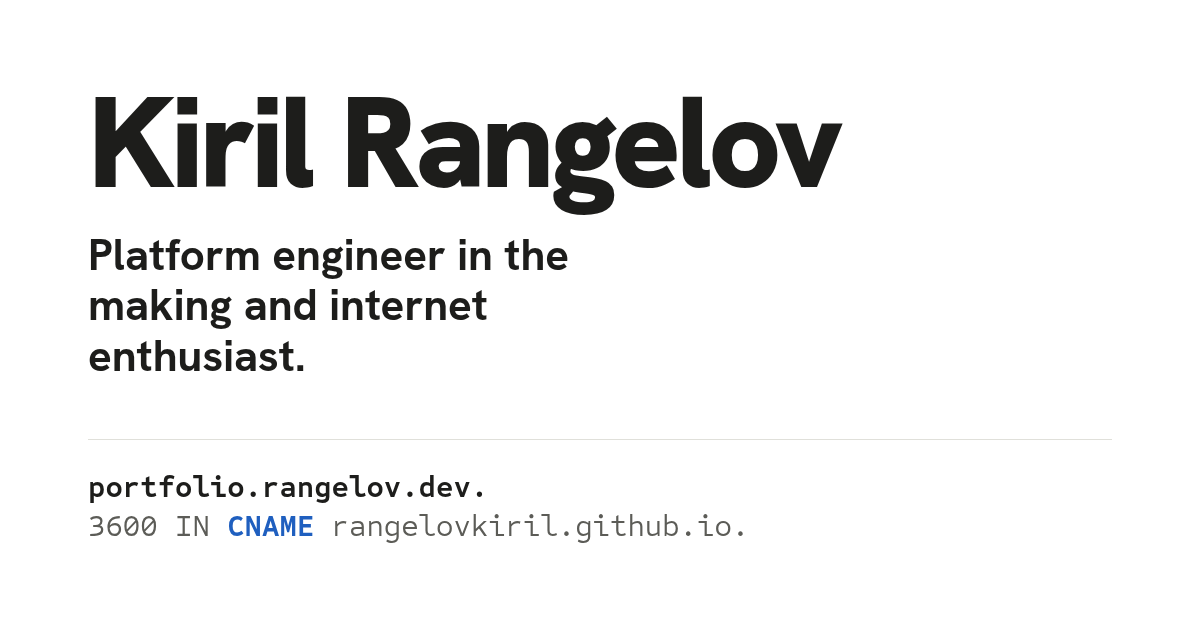 Kiril Rangelov
Platform engineer in the
making and internet
enthusiast.
portfolio.rangelov.dev.
3600 IN CNAME rangelovkiril.github.io.